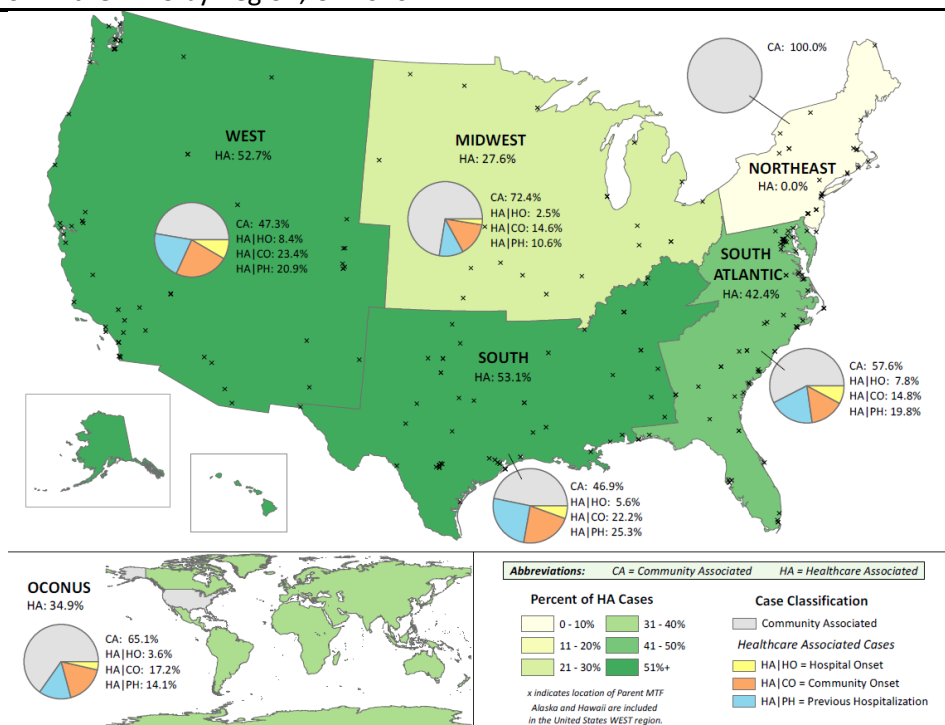 WEST
HA: 52.7%
CA: 47.3%
HA|HO: 8.4%
HA|CO: 23.4%
HA|PH: 20.9%
MIDWEST
HA: 27.6%
CA: 72.4%
HA|HO: 2.5%
HA|CO: 14.6%
HA|PH: 10.6%
CA: 100.0%
NORTHEAST
HA: 0.0%
SOUTH
ATLANTIC
HA: 42.4%
CA: 57.6%
HA|HO: 7.8%
HA|CO: 14.8%
HA|PH: 19.8%
SOUTH
HA: 53.1%
CA: 46.9%
HA|HO: 5.6%
HA|CO: 22.2%
HA|PH: 25.3%
OCONUS
HA: 34.9%
CA: 65.1%
HA|HO: 3.6%
HA|CO: 17.2%
HA|PH: 14.1%
Abbreviations: CA = Community Associated HA = Healthcare Associated
Percent of HA Cases
0 - 10%
11 - 20%
21 - 30%
31 - 40%
41 - 50%
51%+
x indicates location of Parent MTF
Alaska and Hawaii are included
in the United States WEST region.
Case Classification
Community Associated
Healthcare Associated Cases
HA|HO = Hospital Onset
HA|CO = Community Onset
HA|PH = Previous Hospitalization